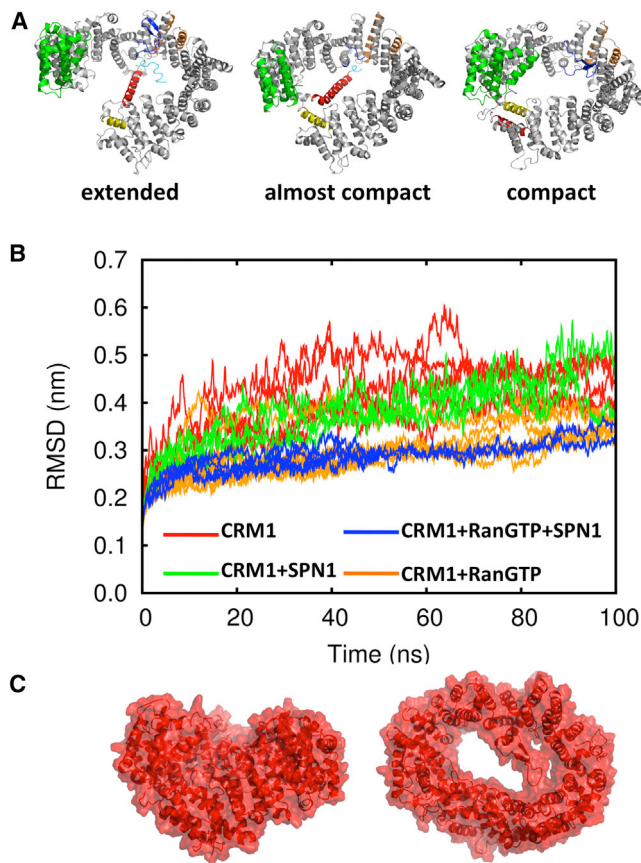 A
extended almost compact compact
B
RMSD (nm)
0.7
0.6
0.5
0.4
0.3
0.2
0.1
0.0
CRM1 CRM1+RanGTP+SPN1
CRM1+SPN1 CRM1+RanGTP
0 20 40 60 80 100
Time (ns)
C